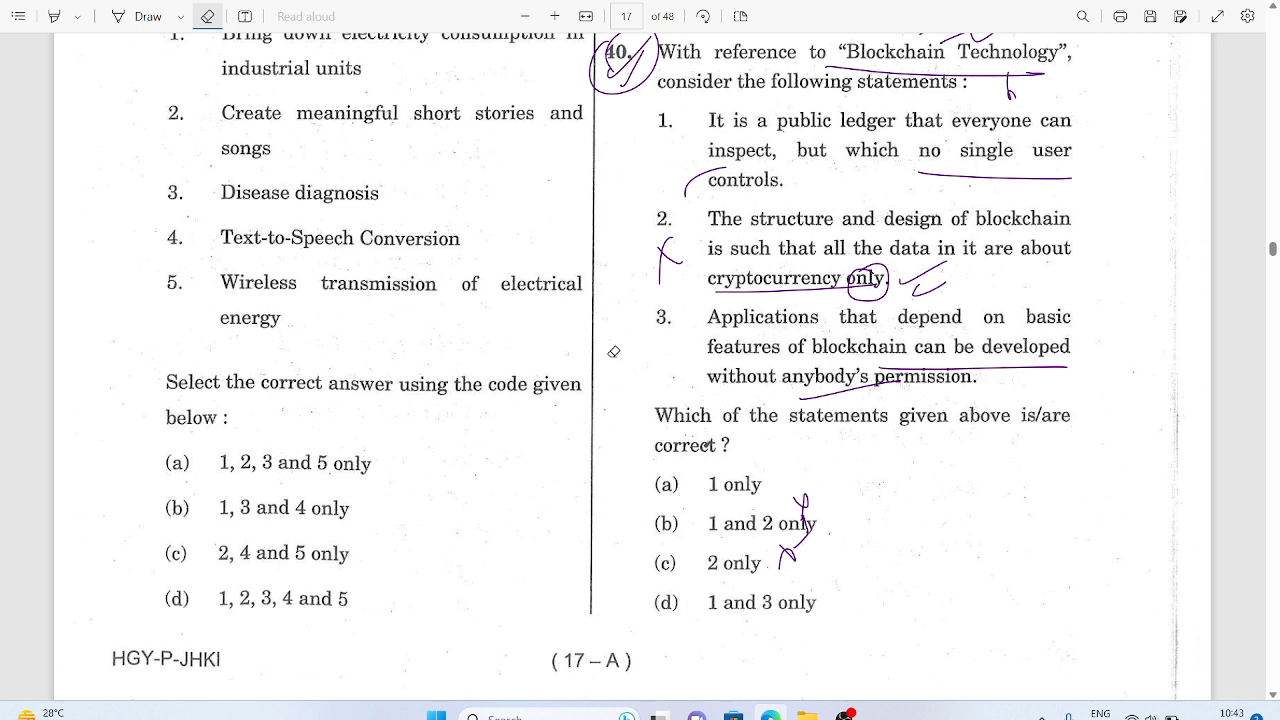 Draw
Read aloud
17
of 48
1. Bring down electricity consumption in
industrial units
2. Create meaningful short stories and
songs
3. Disease diagnosis
4. Text-to-Speech Conversion
5. Wireless transmission of electrical
energy
Select the correct answer using the code given
below :
(a) 1, 2, 3 and 5 only
(b) 1, 3 and 4 only
(c) 2, 4 and 5 only
(d) 1, 2, 3, 4 and 5
40. With reference to “Blockchain Technology”,
consider the following statements :
1. It is a public ledger that everyone can
inspect, but which no single user
controls.
2. The structure and design of blockchain
is such that all the data in it are about
cryptocurrency only.
3. Applications that depend on basic
features of blockchain can be developed
without anybody’s permission.
Which of the statements given above is/are
correct ?
(a) 1 only
(b) 1 and 2 only
(c) 2 only
(d) 1 and 3 only
HGY-P-JHKI
( 17 – A )
28°C
Search
ENG
10:43